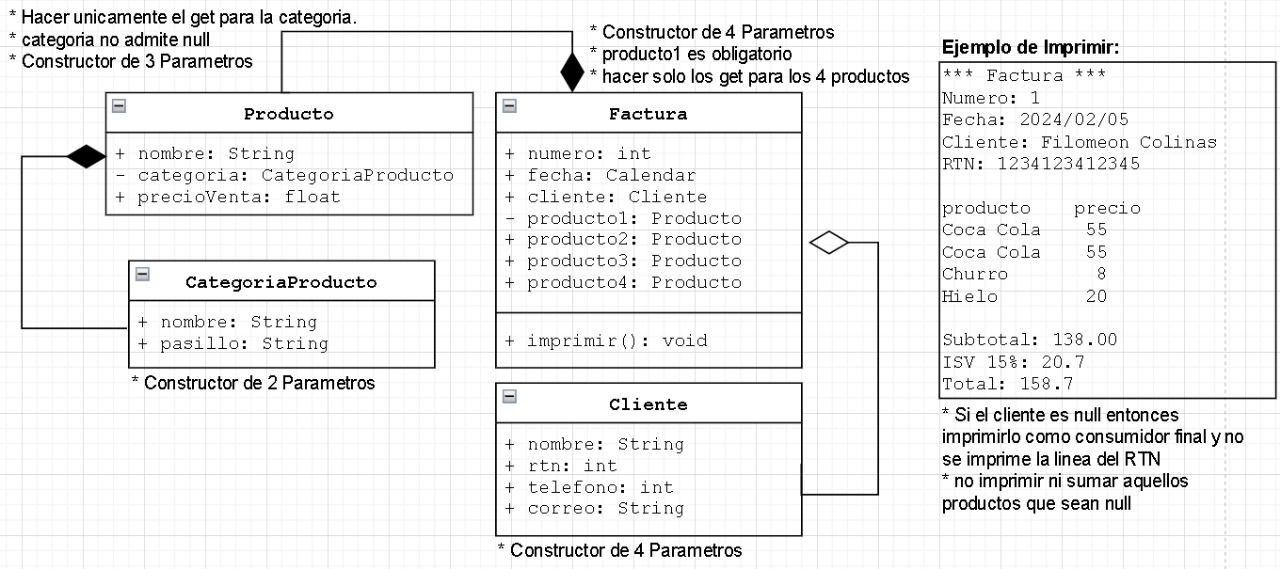 * Hacer unicamente el get para la categoria.
* categoria no admite null
* Constructor de 3 Parametros
Producto
+ nombre: String
- categoria: CategoriaProducto
+ precioVenta: float
CategoriaProducto
+ nombre: String
+ pasillo: String
* Constructor de 2 Parametros
* Constructor de 4 Parametros
* producto1 es obligatorio
* hacer solo los get para los 4 productos
Factura
+ numero: int
+ fecha: Calendar
+ cliente: Cliente
- producto1: Producto
+ producto2: Producto
+ producto3: Producto
+ producto4: Producto
+ imprimir(): void
Cliente
+ nombre: String
+ rtn: int
+ telefono: int
+ correo: String
* Constructor de 4 Parametros
Ejemplo de Imprimir:
*** Factura ***
Numero: 1
Fecha: 2024/02/05
Cliente: Filomeon Colinas
RTN: 1234123412345
producto precio
Coca Cola 55
Coca Cola 55
Churro 8
Hielo 20
Subtotal: 138.00
ISV 15%: 20.7
Total: 158.7
* Si el cliente es null entonces
imprimirlo como consumidor final y no
se imprime la linea del RTN
* no imprimir ni sumar aquellos
productos que sean null